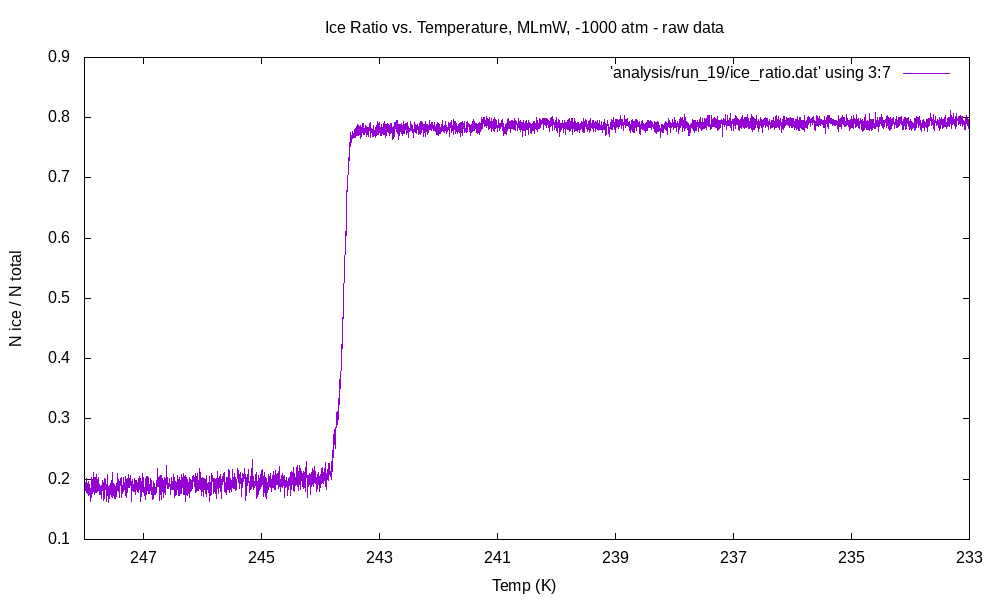 Ice Ratio vs. Temperature, MLmW, -1000 atm - raw data
'analysis/run_19/ice_ratio.dat' using 3:7
N ice / N total
0.9
0.8
0.7
0.6
0.5
0.4
0.3
0.2
0.1
247 245 243 241 239 237 235 233
Temp (K)